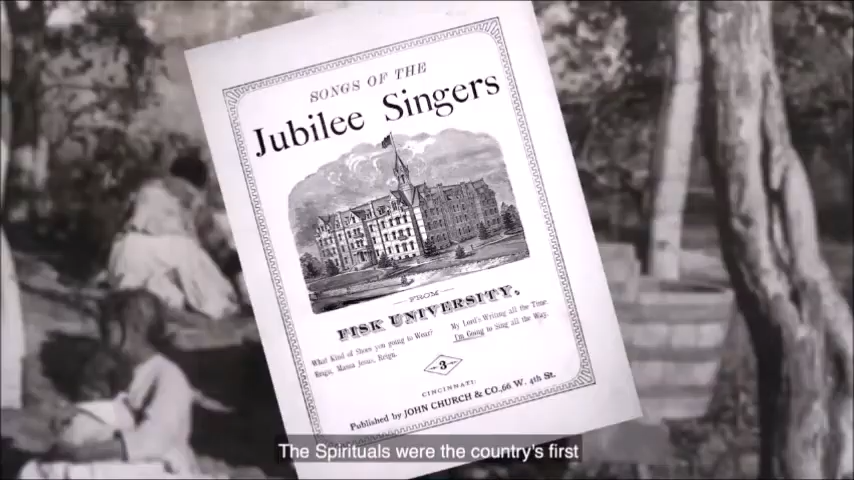 SONGS OF THE
Jubilee Singers
FROM
FISK UNIVERSITY.
What Kind of Shoes you going to Wear? My Lord's Writing all the Time.
Reign, Massa Jesus, Reign. I'm Going to Sing all the Way.
3
CINCINNATI:
Published by JOHN CHURCH & CO., 66 W. 4th St.
The Spirituals were the country's first